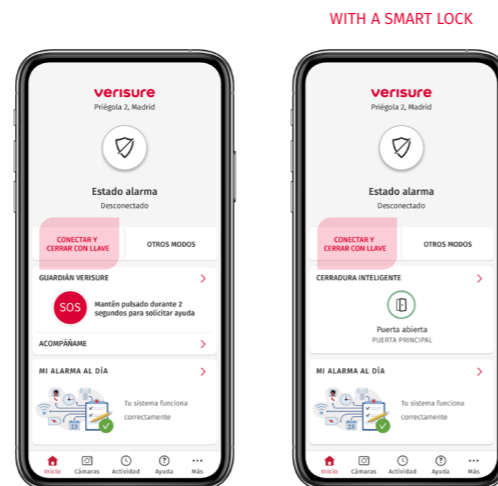 WITH A SMART LOCK
verisure
Priégola 2, Madrid
Estado alarma
Desconectado
CONECTAR Y
CERRAR CON LLAVE
OTROS MODOS
GUARDIÁN VERISURE
SOS
Mantén pulsado durante 2
segundos para solicitar ayuda
ACOMPÁÑAME
MI ALARMA AL DÍA
Tu sistema funciona
correctamente
Inicio
Cámaras
Actividad
Ayuda
Más
verisure
Priégola 2, Madrid
Estado alarma
Desconectado
CONECTAR Y
CERRAR CON LLAVE
OTROS MODOS
CERRADURA INTELIGENTE
Puerta abierta
PUERTA PRINCIPAL
MI ALARMA AL DÍA
Tu sistema funciona
correctamente
Inicio
Cámaras
Actividad
Ayuda
Más